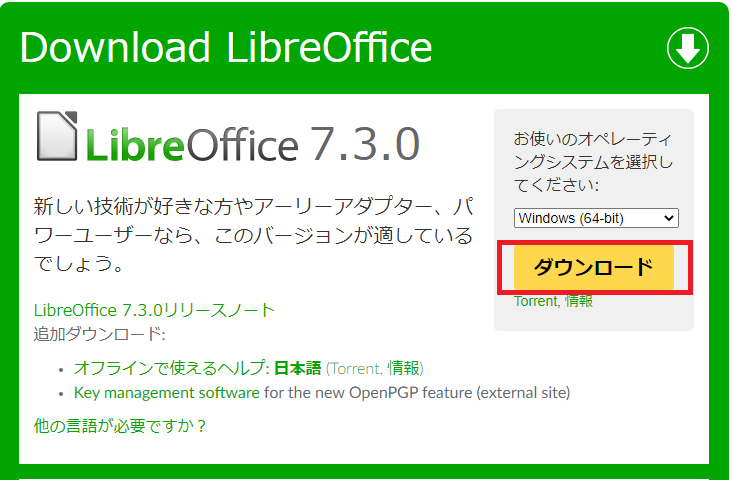 Download LibreOffice
LibreOffice 7.3.0
新しい技術が好きな方やアーリーアダプター、パ
ワーユーザーなら、このバージョンが適している
でしょう。
LibreOffice 7.3.0リリースノート
追加ダウンロード:
• オフラインで使えるヘルプ: 日本語 (Torrent, 情報)
• Key management software for the new OpenPGP feature (external site)
他の言語が必要ですか？
お使いのオペレーティ
ングシステムを選択し
てください:
Windows (64-bit)
ダウンロード
Torrent, 情報